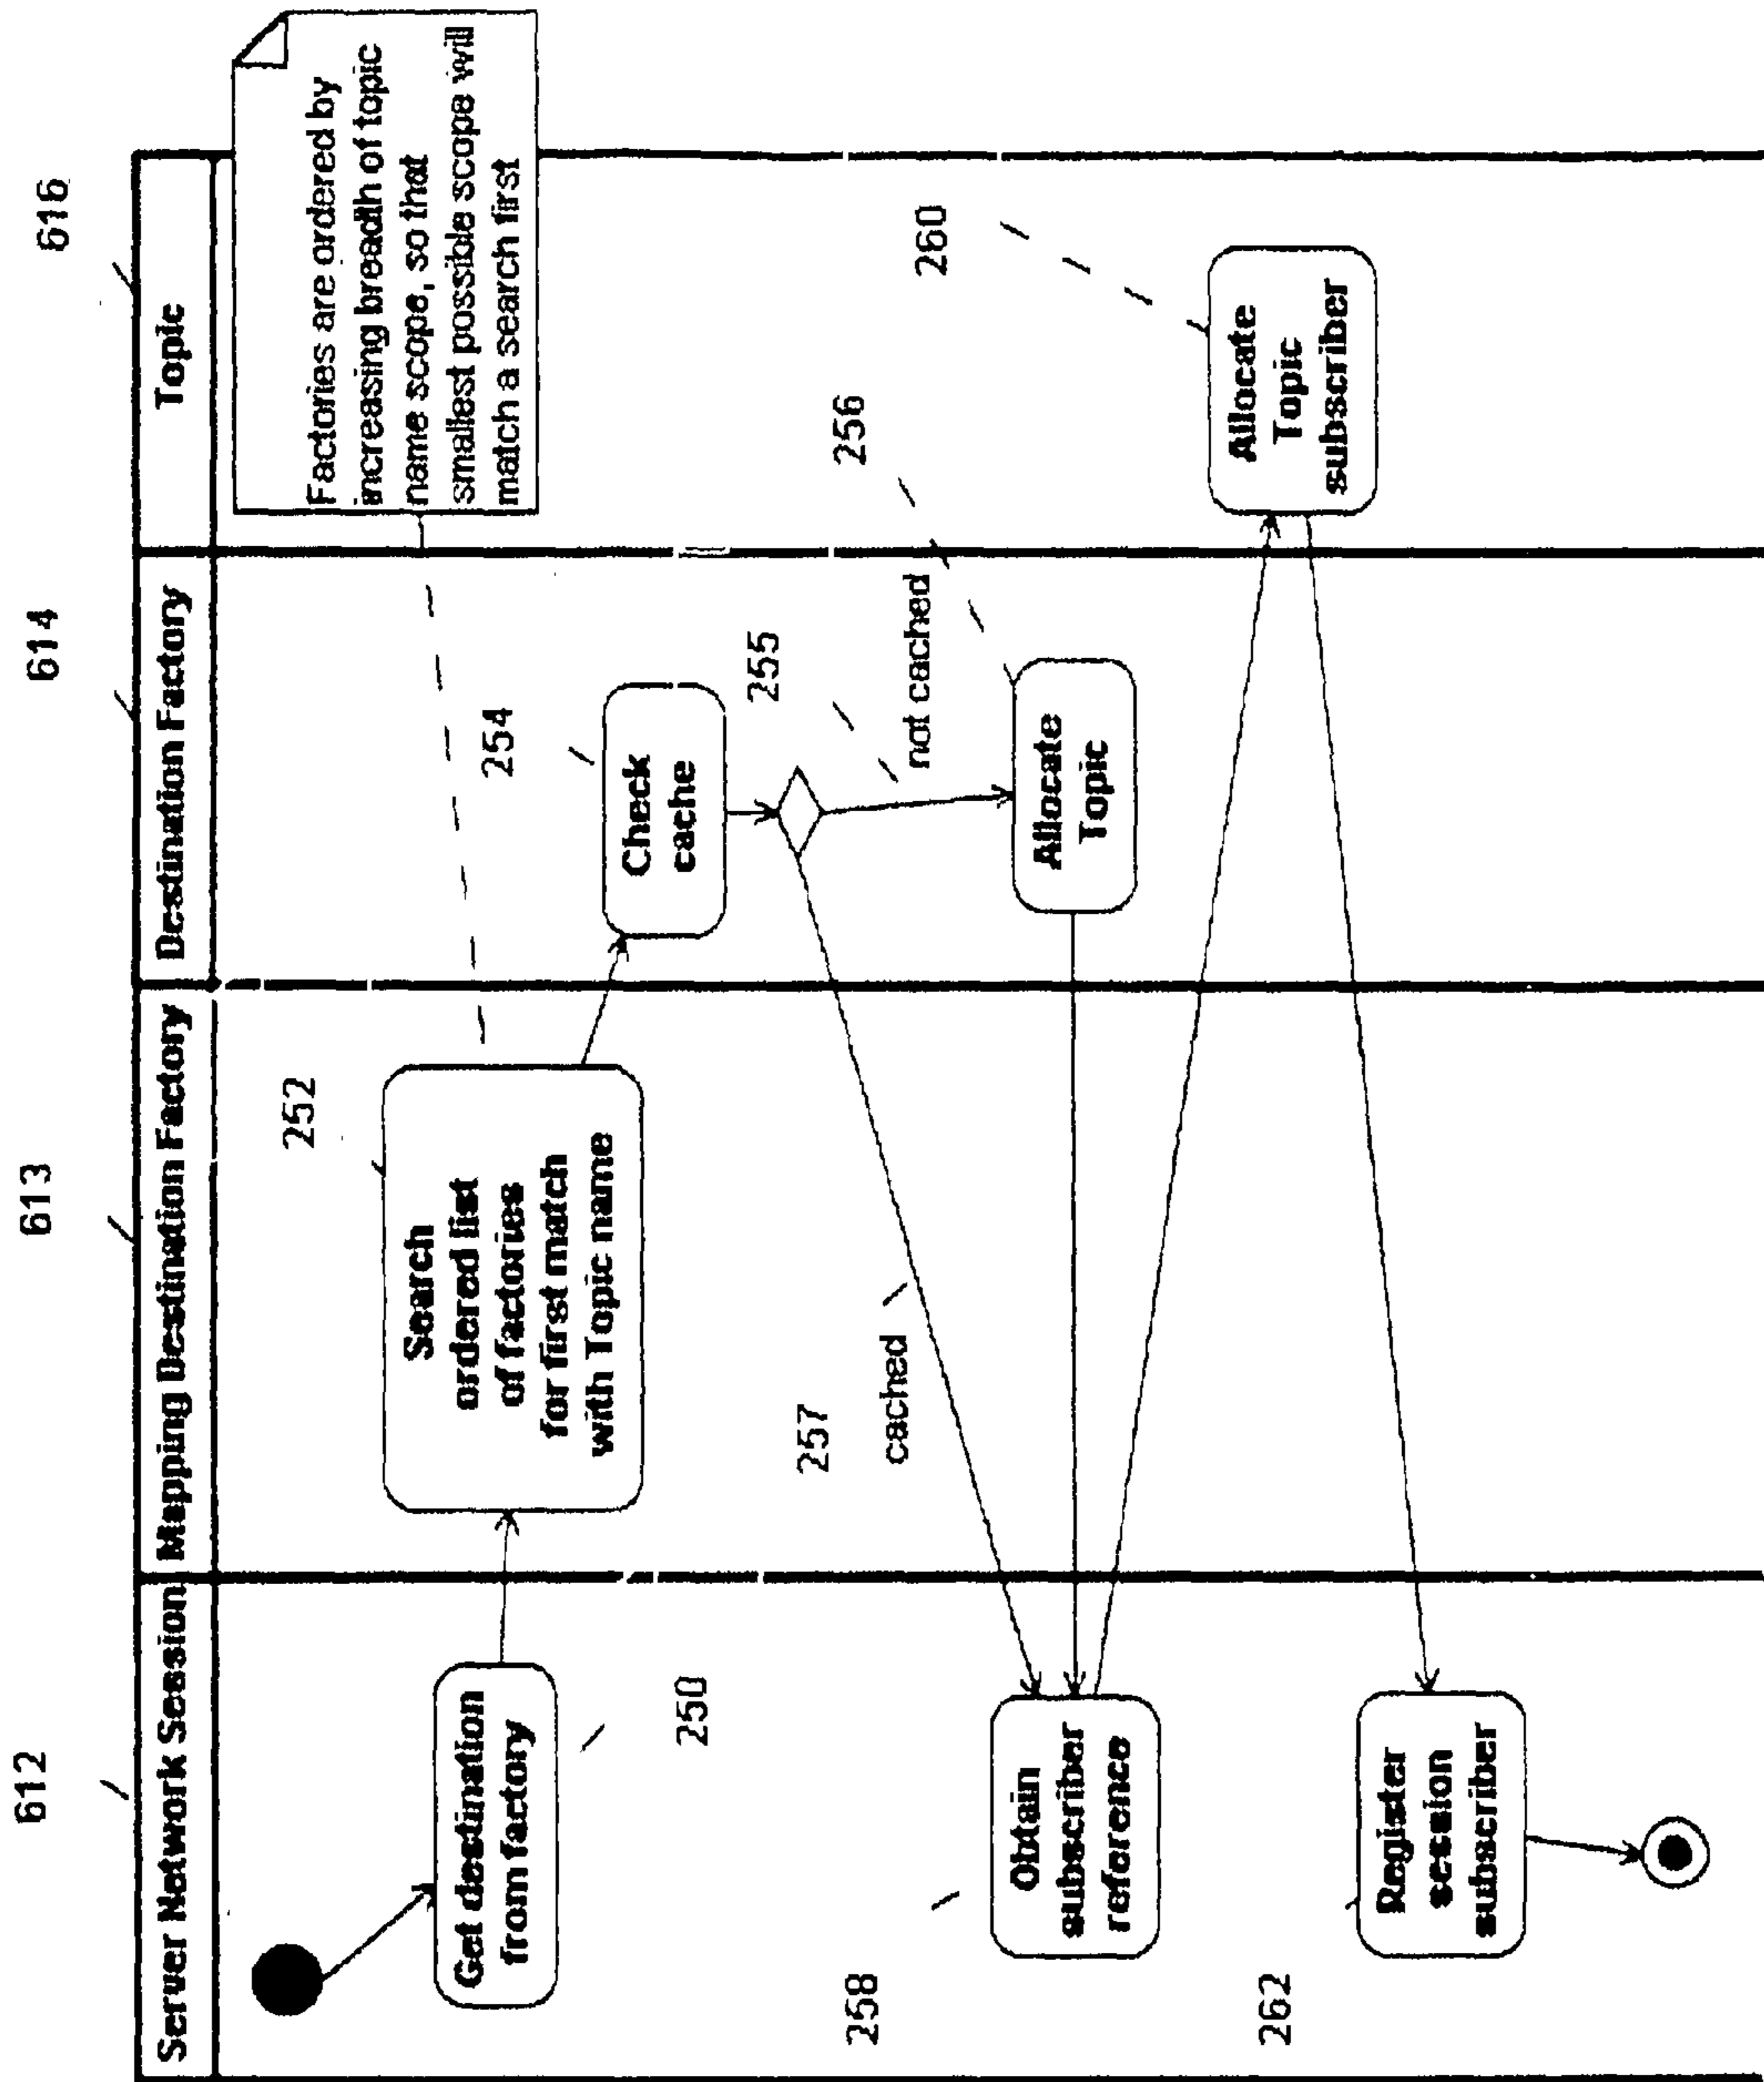 612
613
614
616
Server Network Session
Mapping Destination Factory
Destination Factory
Topic
Factories are ordered by
increasing breadth of topic
name scope, so that
smallest possible scope will
match a search first
Get destination
from factory
250
252
Search
ordered list
of factories
for first match
with Topic name
254
Check
cache
255
not cached
256
257
cached
Allocate
Topic
258
Obtain
subscriber
reference
260
Allocate
Topic
subscriber
262
Register
session
subscriber